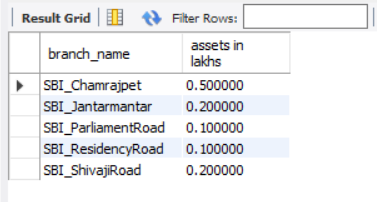 Result Grid Filter Rows:
branch_name assets in lakhs
SBI_Chamrajpet 0.500000
SBI_Jantarmantar 0.200000
SBI_ParliamentRoad 0.100000
SBI_ResidencyRoad 0.100000
SBI_ShivajiRoad 0.200000